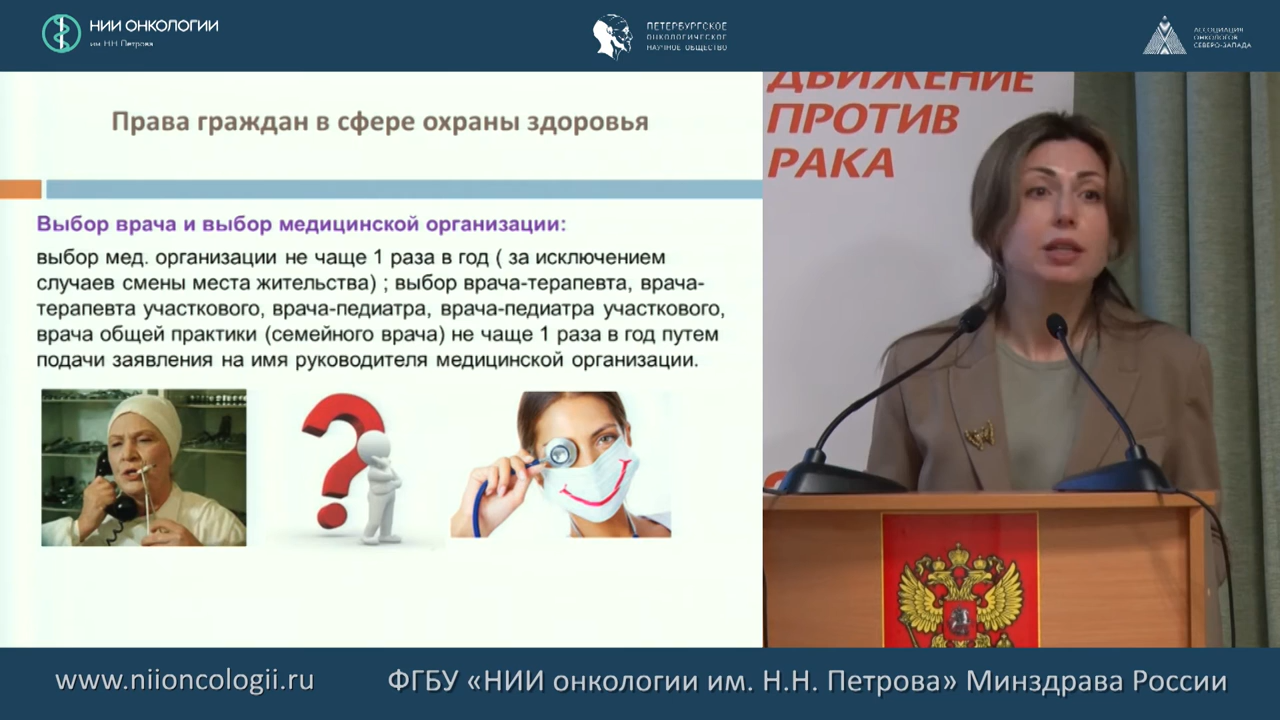 НИИ ОНКОЛОГИИ
им. Н.Н. Петрова
ПЕТЕРБУРГСКОЕ
ОНКОЛОГИЧЕСКОЕ
НАУЧНОЕ ОБЩЕСТВО
АССОЦИАЦИЯ
ОНКОЛОГОВ
СЕВЕРО-ЗАПАДА
Права граждан в сфере охраны здоровья
Выбор врача и выбор медицинской организации:
выбор мед. организации не чаще 1 раза в год ( за исключением
случаев смены места жительства) ; выбор врача-терапевта, врача-
терапевта участкового, врача-педиатра, врача-педиатра участкового,
врача общей практики (семейного врача) не чаще 1 раза в год путем
подачи заявления на имя руководителя медицинской организации.
ДВИЖЕНИЕ
ПРОТИВ
РАКА
www.niioncologii.ru
ФГБУ «НИИ онкологии им. Н.Н. Петрова» Минздрава России